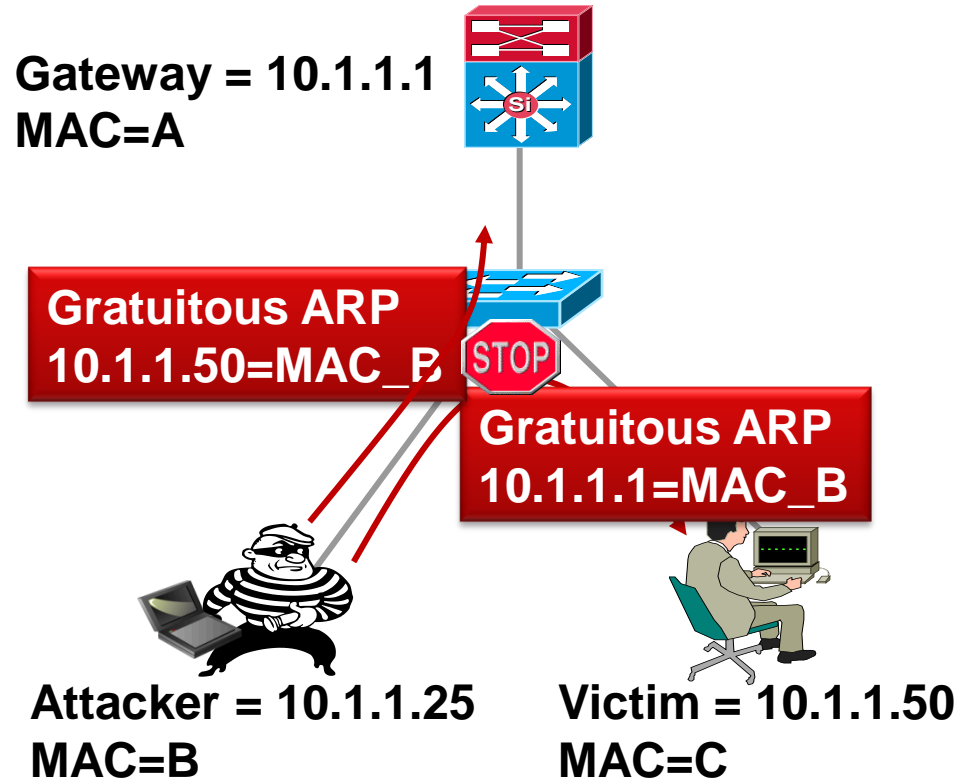 Gateway = 10.1.1.1
MAC=A
Si
Gratuitous ARP
10.1.1.50=MAC_B
STOP
Gratuitous ARP
10.1.1.1=MAC_B
Attacker = 10.1.1.25
MAC=B
Victim = 10.1.1.50
MAC=C